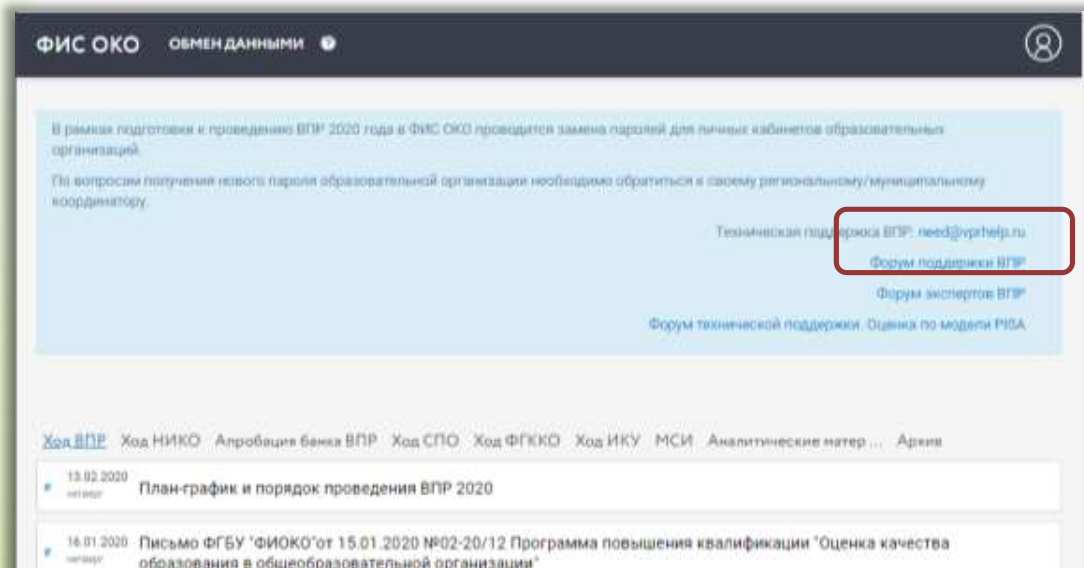 ФИС ОКО ОБМЕН ДАННЫМИ ?
В рамках подготовки к проведению ВПР 2020 года в ФИС ОКО проводится замена паролей для личных кабинетов образовательных
организаций.
По вопросам получения нового пароля образовательной организации необходимо обратиться к своему региональному/муниципальному
координатору.
Техническая поддержка ВПР: need@vprhelp.ru
Форум поддержки ВПР
Форум экспертов ВПР
Форум технической поддержки. Оценка по модели PISA
Ход ВПР Ход НИКО Апробация банка ВПР Ход СПО Ход ФГККО Ход ИКУ МСИ Аналитические матер ... Архив
13.02.2020
четверг
План-график и порядок проведения ВПР 2020
16.01.2020
четверг
Письмо ФГБУ "ФИОКО"от 15.01.2020 №02-20/12 Программа повышения квалификации "Оценка качества
образования в общеобразовательной организации"